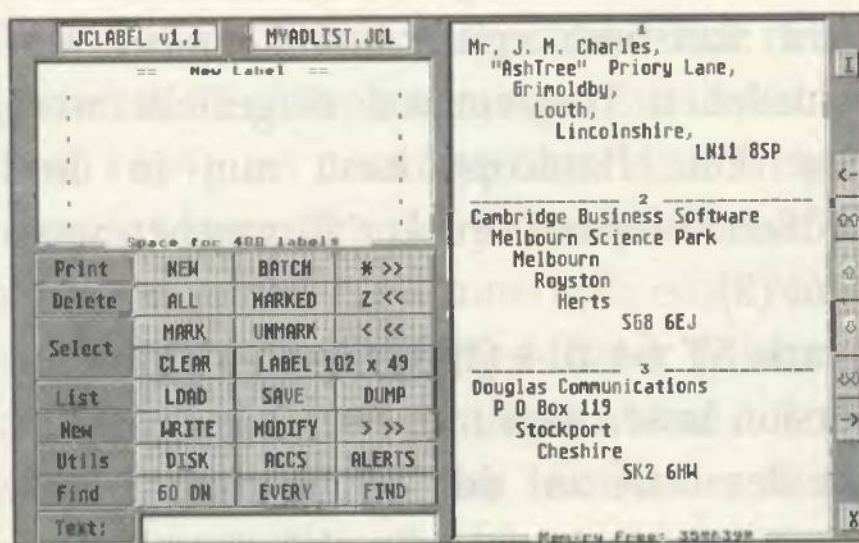 JCLABEL v1.1
MYADLIST.JCL
== New Label ==
Space for 488 labels
Print NEW BATCH * >>
Delete ALL MARKED Z <<
Select MARK UNMARK < <<
CLEAR LABEL 102 x 49
List LOAD SAVE DUMP
New WRITE MODIFY > >>
Utils DISK ACCS ALERTS
Find GO DN EVERY FIND
Text:
Mr. J. M. Charles,
"AshTree" Priory Lane,
Grimoldby,
Louth,
Lincolnshire,
LN11 8SP
2
Cambridge Business Software
Melbourn Science Park
Melbourn
Royston
Herts
SG8 6EJ
3
Douglas Communications
P O Box 119
Stockport
Cheshire
SK2 6HW
Memory Free:
I
X